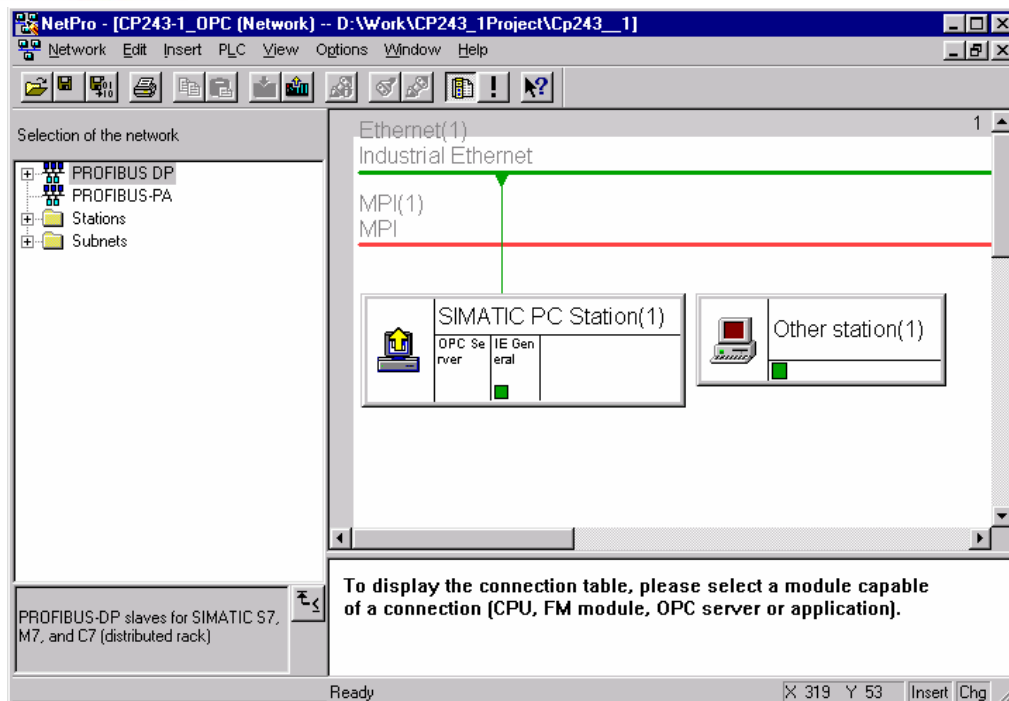 NetPro - [CP243-1_OPC (Network) -- D:\Work\CP243_1Project\Cp243__1]
Network Edit Insert PLC View Options Window Help
Selection of the network
PROFIBUS DP
PROFIBUS-PA
Stations
Subnets
PROFIBUS-DP slaves for SIMATIC S7,
M7, and C7 (distributed rack)
1
Ethernet(1)
Industrial Ethernet
MPI(1)
MPI
SIMATIC PC Station(1)
OPC Se
rver
IE Gen
eral
Other station(1)
To display the connection table, please select a module capable
of a connection (CPU, FM module, OPC server or application).
Ready
X 319 Y 53 Insert Chg